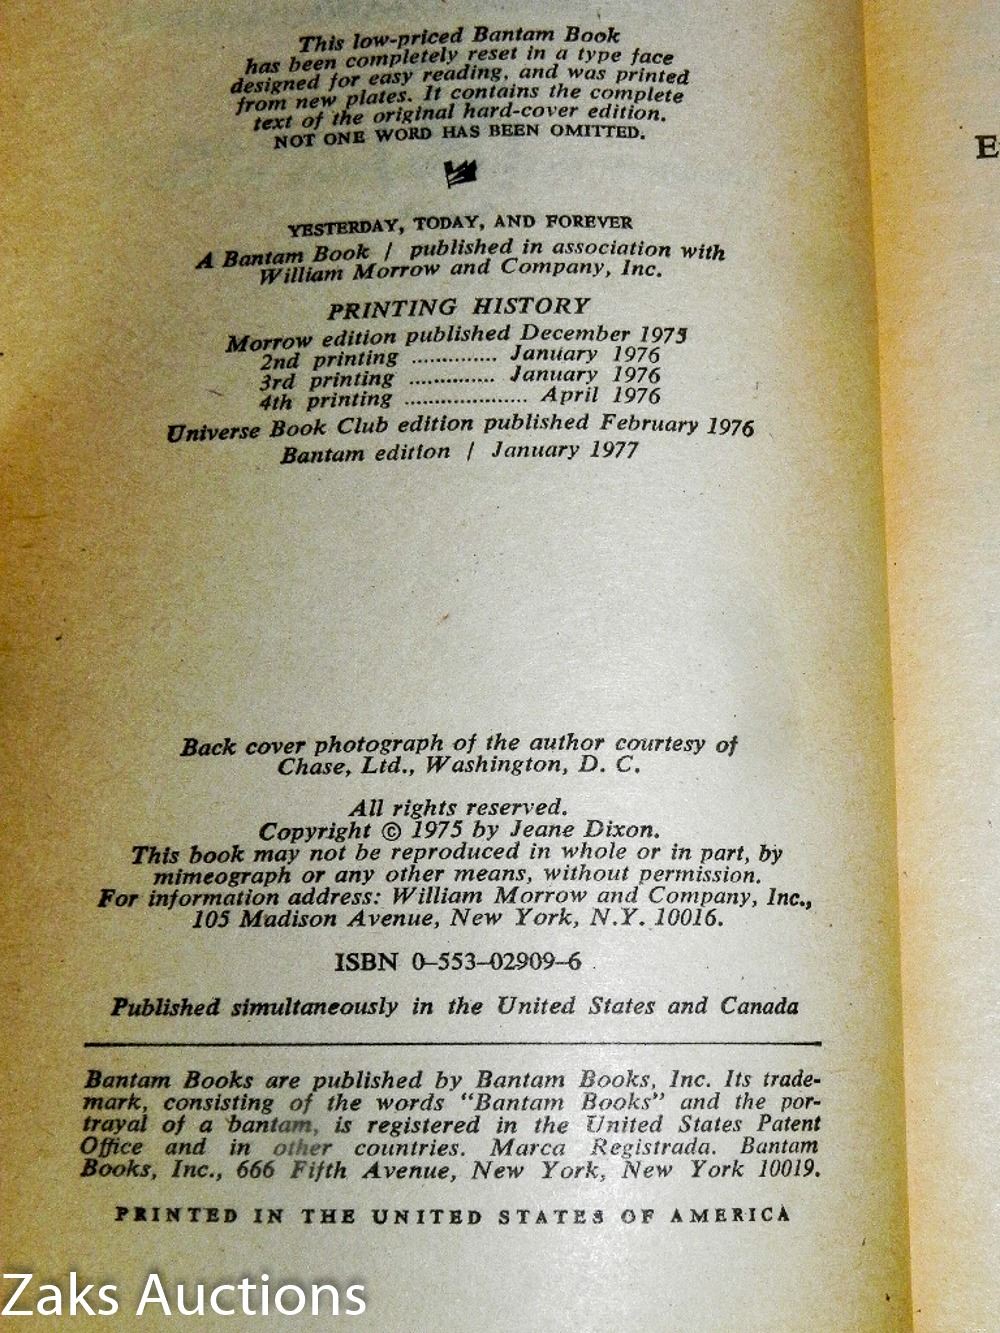 This low-priced Bantam Book
has been completely reset in a type face
designed for easy reading, and was printed
from new plates. It contains the complete
text of the original hard-cover edition.
NOT ONE WORD HAS BEEN OMITTED.
YESTERDAY, TODAY, AND FOREVER
A Bantam Book / published in association with
William Morrow and Company, Inc.
PRINTING HISTORY
Morrow edition published December 1975
2nd printing .............. January 1976
3rd printing .............. January 1976
4th printing .................... April 1976
Universe Book Club edition published February 1976
Bantam edition / January 1977
Back cover photograph of the author courtesy of
Chase, Ltd., Washington, D. C.
All rights reserved.
Copyright © 1975 by Jeane Dixon.
This book may not be reproduced in whole or in part, by
mimeograph or any other means, without permission.
For information address: William Morrow and Company, Inc.,
105 Madison Avenue, New York, N.Y. 10016.
ISBN 0-553-02909-6
Published simultaneously in the United States and Canada
Bantam Books are published by Bantam Books, Inc. Its trade-
mark, consisting of the words "Bantam Books" and the por-
trayal of a bantam, is registered in the United States Patent
Office and in other countries. Marca Registrada. Bantam
Books, Inc., 666 Fifth Avenue, New York, New York 10019.
PRINTED IN THE UNITED STATES OF AMERICA
Zaks Auctions